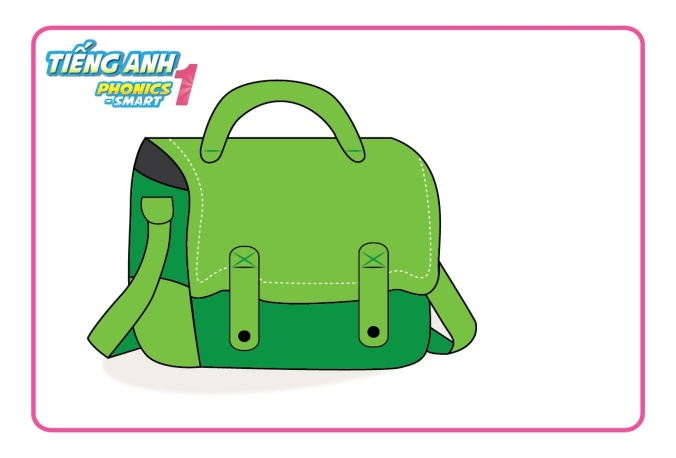 TIẾNG ANH 1
PHONICS
- SMART